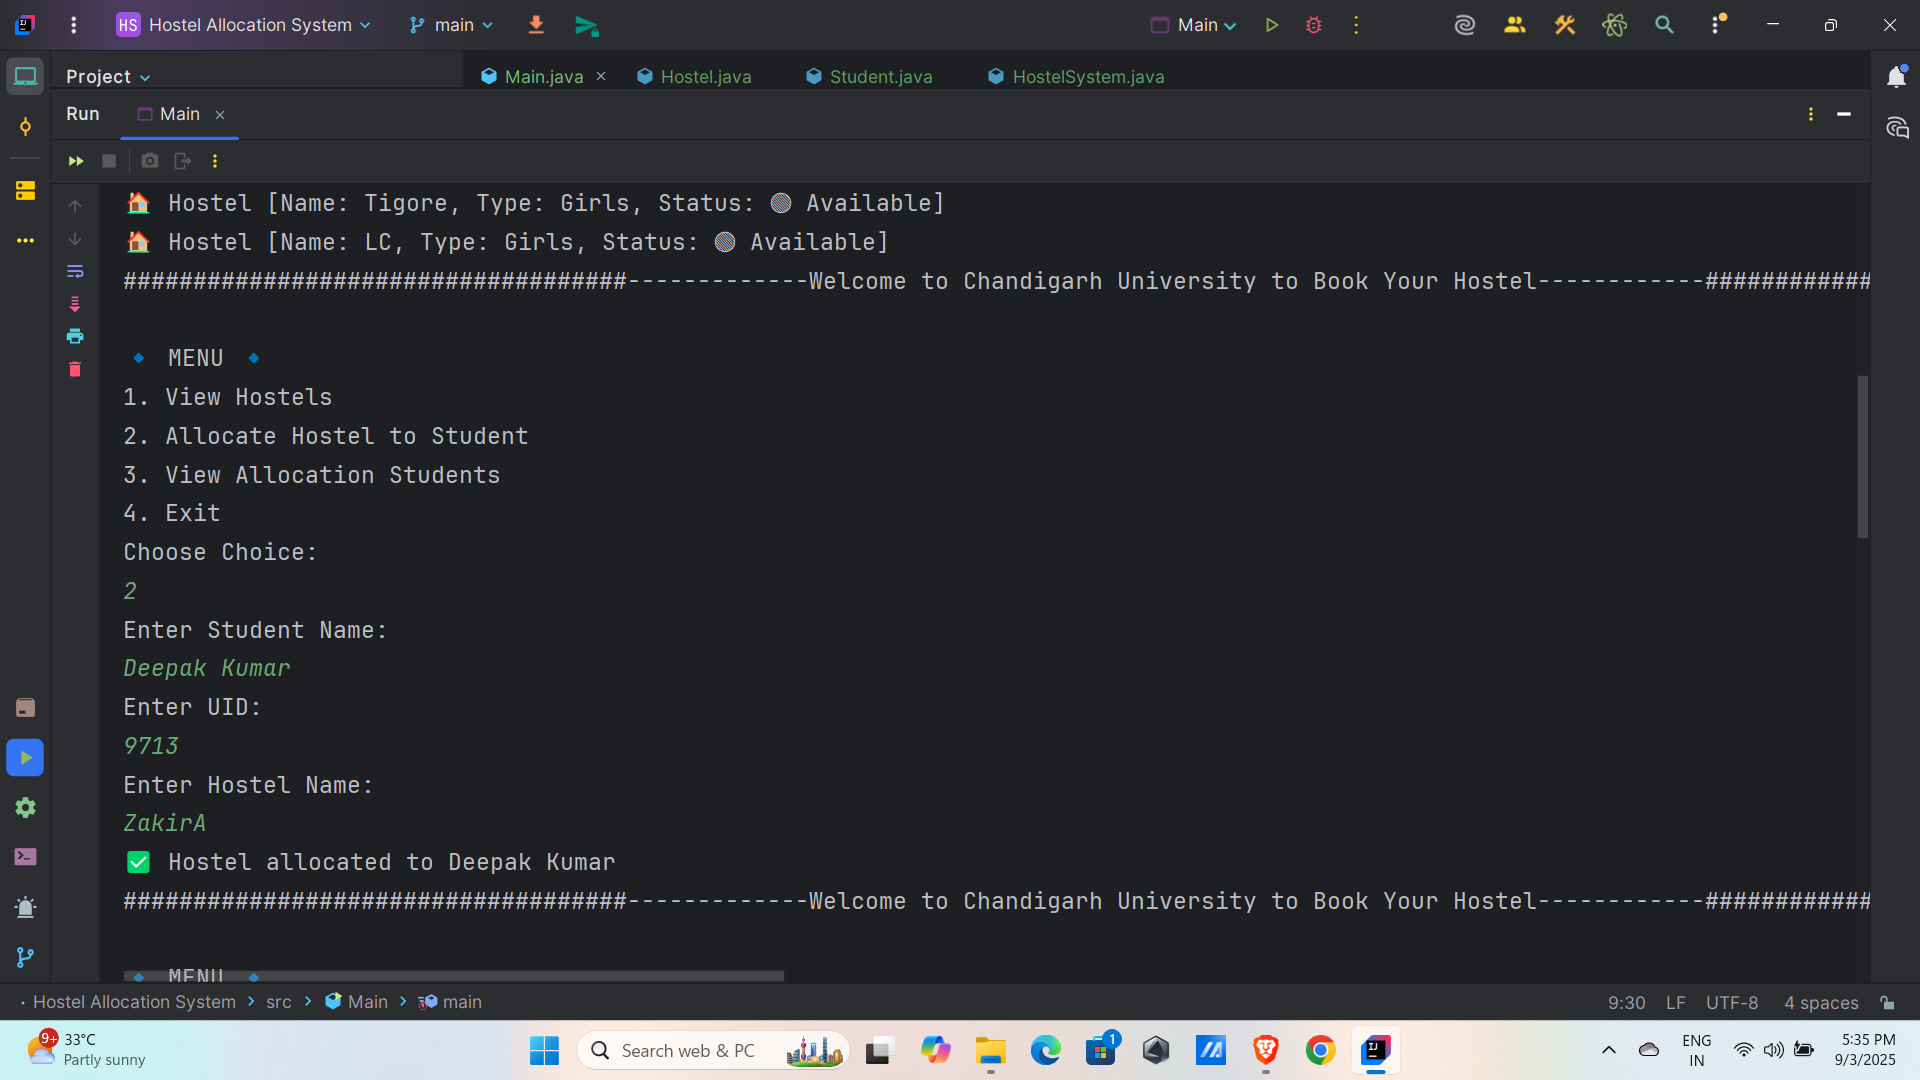 HS Hostel Allocation System main Main
Project Main.java Hostel.java Student.java HostelSystem.java
Run Main
🏠 Hostel [Name: Tigore, Type: Girls, Status: Available]
🏠 Hostel [Name: LC, Type: Girls, Status: Available]
####################################-------------Welcome to Chandigarh University to Book Your Hostel------------############
🔹 MENU 🔹
1. View Hostels
2. Allocate Hostel to Student
3. View Allocation Students
4. Exit
Choose Choice:
2
Enter Student Name:
Deepak Kumar
Enter UID:
9713
Enter Hostel Name:
ZakirA
✅ Hostel allocated to Deepak Kumar
####################################-------------Welcome to Chandigarh University to Book Your Hostel------------############
🔹 MENU 🔹
Hostel Allocation System > src > Main > main 9:30 LF UTF-8 4 spaces
9+ 33°C
Partly sunny
Search web & PC
1
ENG
IN
5:35 PM
9/3/2025